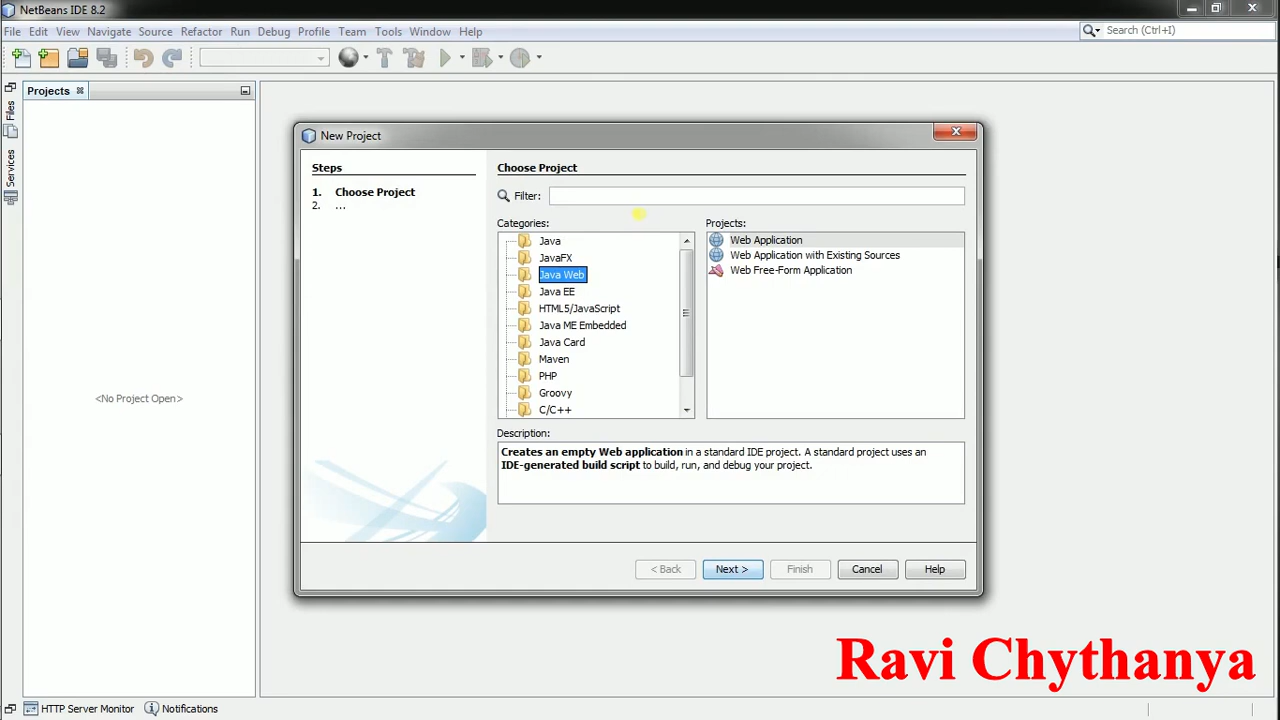 NetBeans IDE 8.2
File Edit View Navigate Source Refactor Run Debug Profile Team Tools Window Help
Search (Ctrl+I)
Projects
Files
Services
<No Project Open>
New Project
Steps
1. Choose Project
2. ...
Choose Project
Filter:
Categories:
Java
JavaFX
Java Web
Java EE
HTML5/JavaScript
Java ME Embedded
Java Card
Maven
PHP
Groovy
C/C++
Projects:
Web Application
Web Application with Existing Sources
Web Free-Form Application
Description:
Creates an empty Web application in a standard IDE project. A standard project uses an
IDE-generated build script to build, run, and debug your project.
< Back Next > Finish Cancel Help
Ravi Chythanya
HTTP Server Monitor Notifications